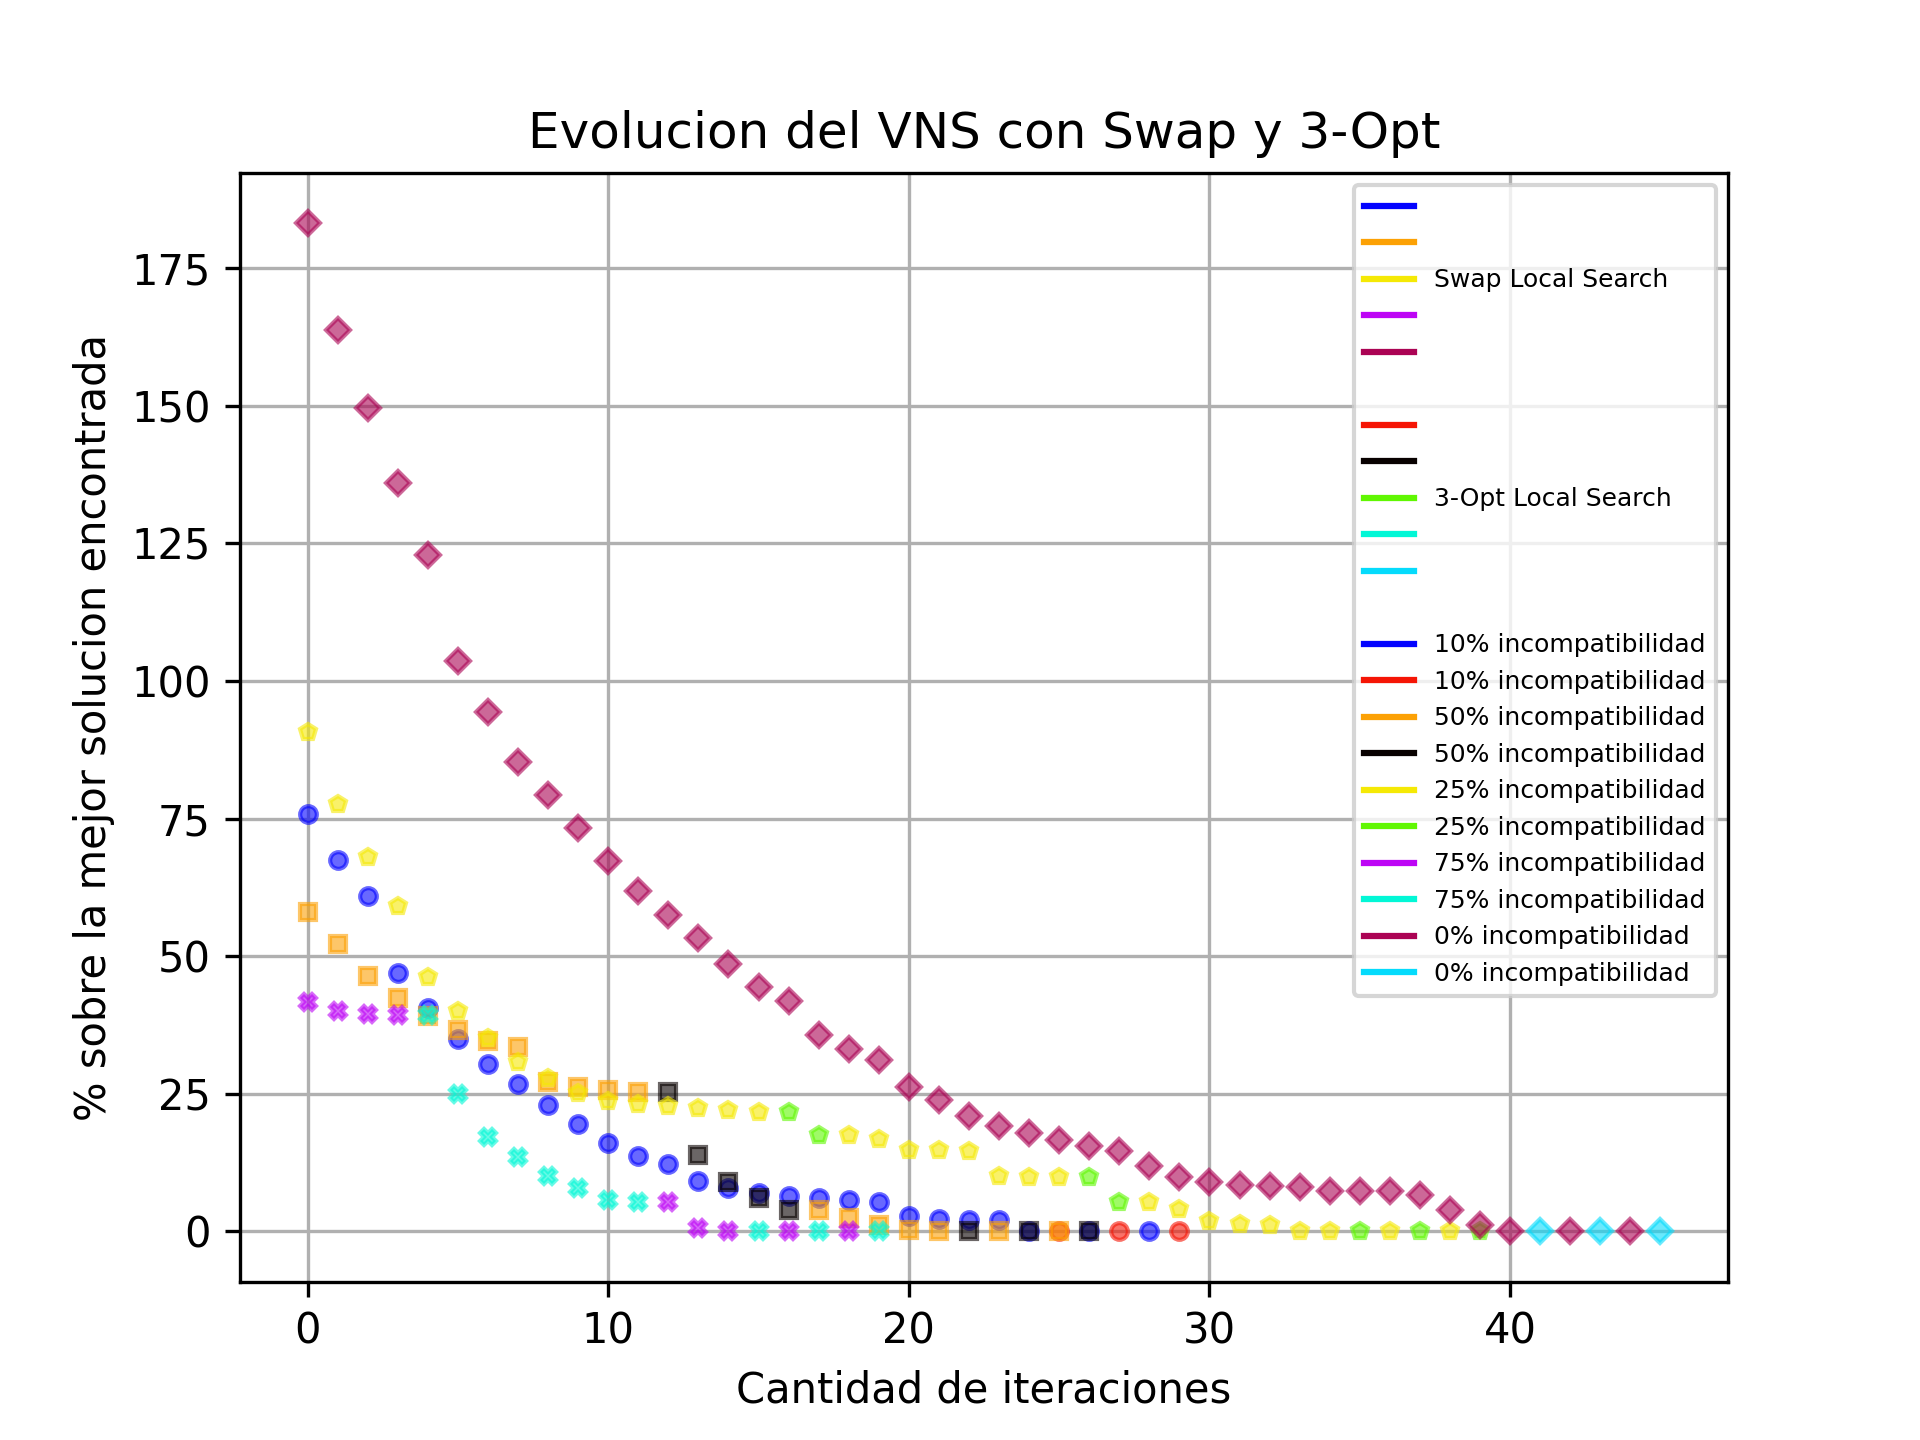 Evolucion del VNS con Swap y 3-Opt
% sobre la mejor solucion encontrada
175
150
125
100
75
50
25
0
Swap Local Search
3-Opt Local Search
10% incompatibilidad
10% incompatibilidad
50% incompatibilidad
50% incompatibilidad
25% incompatibilidad
25% incompatibilidad
75% incompatibilidad
75% incompatibilidad
0% incompatibilidad
0% incompatibilidad
0 10 20 30 40
Cantidad de iteraciones